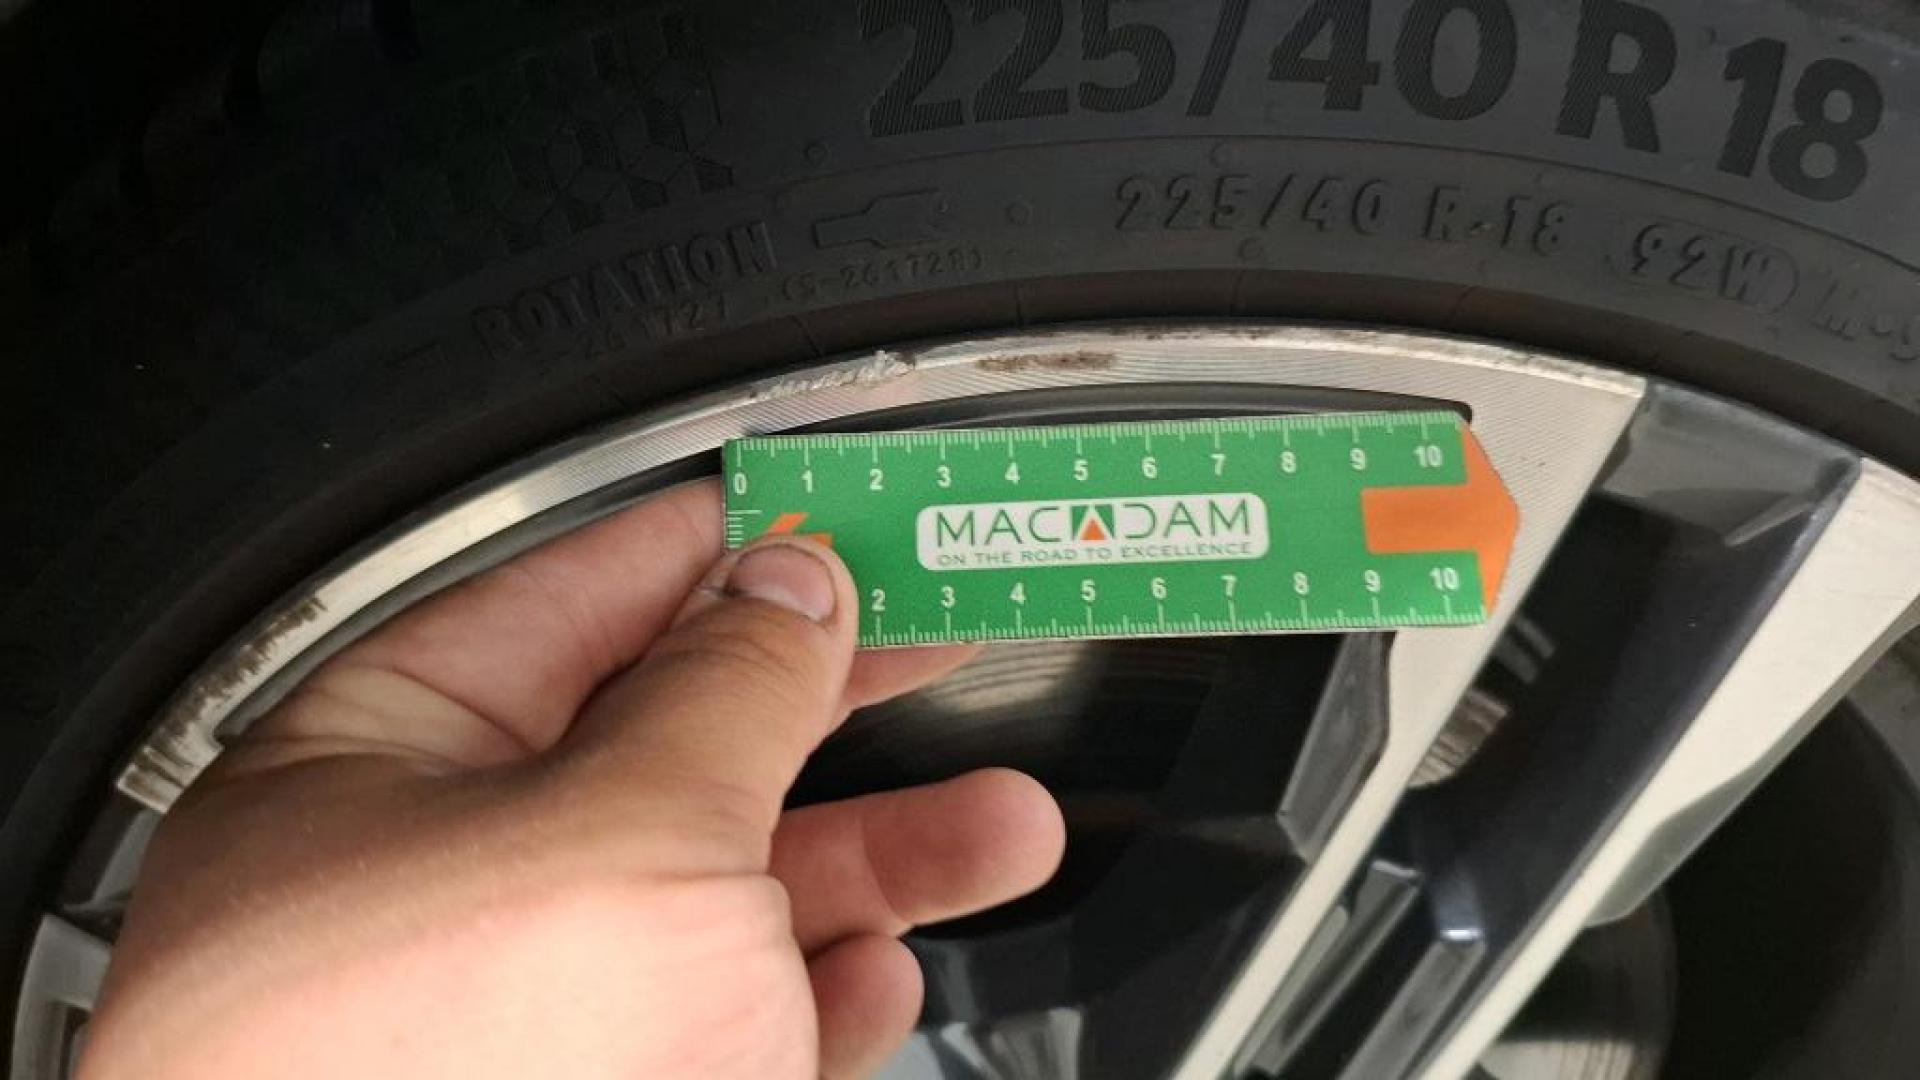 225/40 R 18
225/40 R 18 92W M+S
ROTATION
0 1 2 3 4 5 6 7 8 9 10
MACADAM
ON THE ROAD TO EXCELLENCE
2 3 4 5 6 7 8 9 10